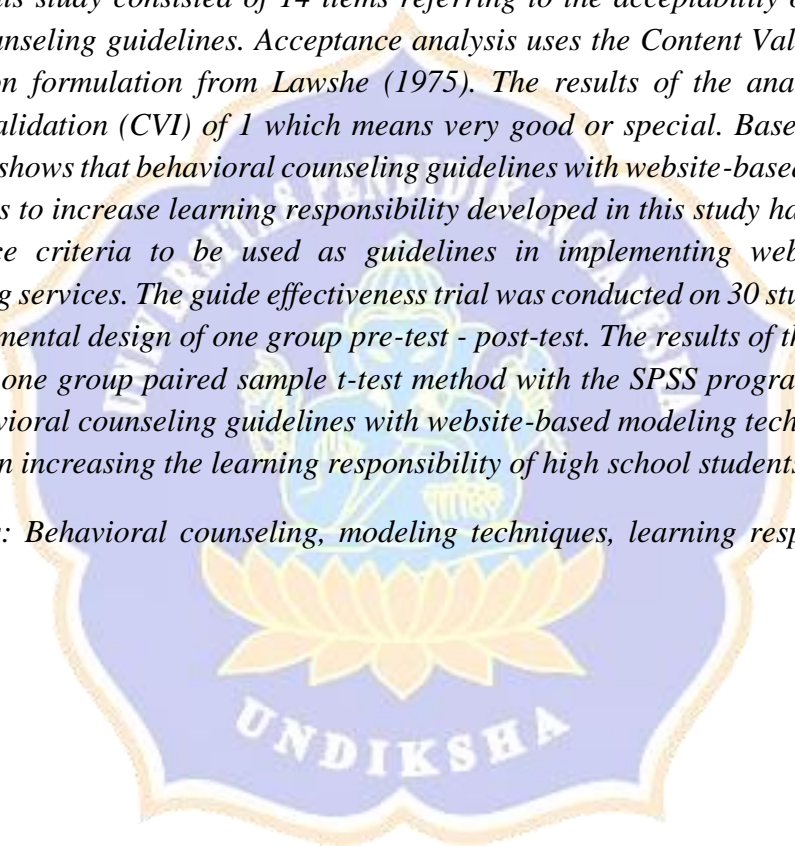 is study consisted of 14 items referring to the acceptability o
unseling guidelines. Acceptance analysis uses the Content Val
on formulation from Lawshe (1975). The results of the ana
alidation (CVI) of 1 which means very good or special. Base
shows that behavioral counseling guidelines with website-based
s to increase learning responsibility developed in this study ha
ce criteria to be used as guidelines in implementing web
g services. The guide effectiveness trial was conducted on 30 stu
mental design of one group pre-test - post-test. The results of th
one group paired sample t-test method with the SPSS progra
vioral counseling guidelines with website-based modeling tech
n increasing the learning responsibility of high school students
: Behavioral counseling, modeling techniques, learning resp
UNIVERSITAS PENDIDIKAN GANESHA
UNDIKSHA